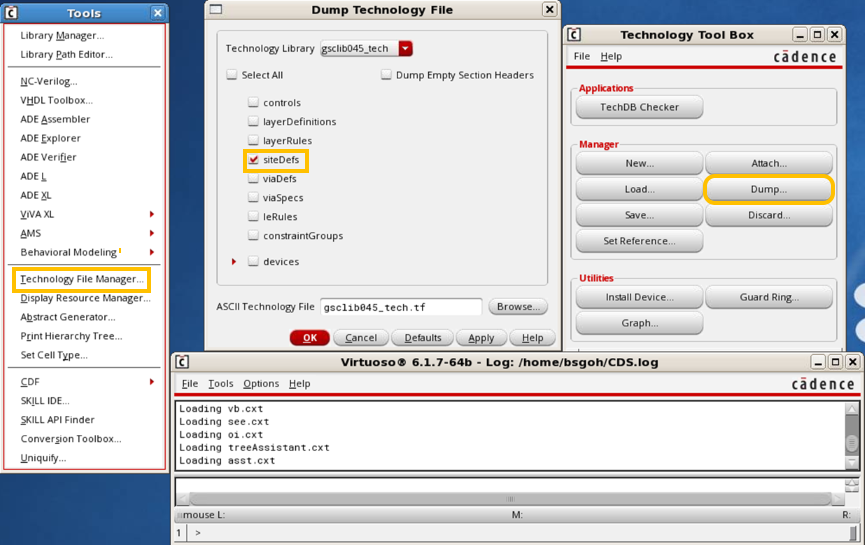 Tools
Library Manager...
Library Path Editor...
NC-Verilog...
VHDL Toolbox...
ADE Assembler
ADE Explorer
ADE Verifier
ADE L
ADE XL
ViVA XL
AMS
Behavioral Modeling
Technology File Manager...
Display Resource Manager...
Abstract Generator...
Print Hierarchy Tree...
Set Cell Type...
CDF
SKILL IDE...
SKILL API Finder
Conversion Toolbox...
Uniquify...
Dump Technology File
Technology Library gsclib045_tech
Select All Dump Empty Section Headers
controls
layerDefinitions
layerRules
siteDefs
viaDefs
viaSpecs
leRules
constraintGroups
devices
ASCII Technology File gsclib045_tech.tf Browse...
OK Cancel Defaults Apply Help
Technology Tool Box
File Help cādence
Applications
TechDB Checker
Manager
New... Attach...
Load... Dump...
Save... Discard...
Set Reference...
Utilities
Install Device... Guard Ring...
Graph...
Virtuoso® 6.1.7-64b - Log: /home/bsgoh/CDS.log
File Tools Options Help cādence
Loading vb.cxt
Loading see.cxt
Loading oi.cxt
Loading treeAssistant.cxt
Loading asst.cxt
mouse L: M: R:
1 >